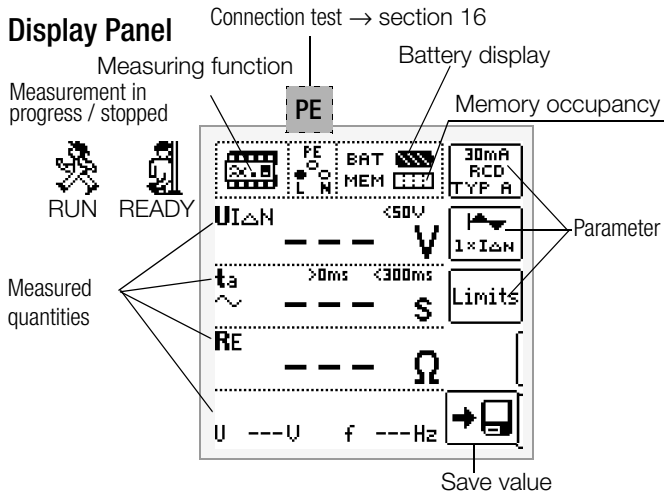 Display Panel
Connection test → section 16
Measuring function
Battery display
Measurement in
progress / stopped
PE
Memory occupancy
RUN READY
PE
L N
BAT
MEM
30mA
RCD
TYP A
UI∆N
<50V
--- V
1×I∆N
Parameter
ta
>0ms <300ms
~ --- s
Limits
Measured
quantities
RE
--- Ω
U ---V f ---Hz
Save value